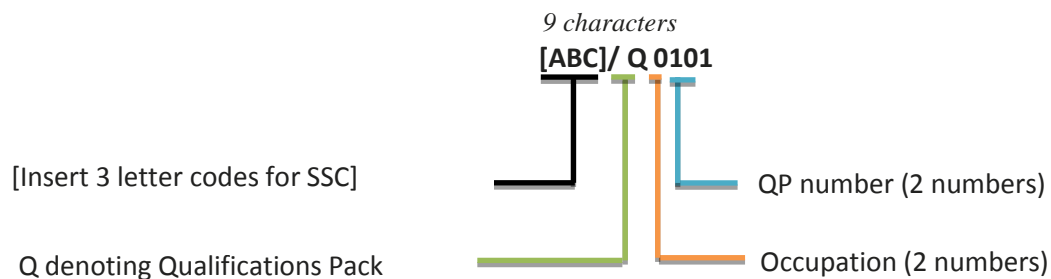 9 characters
[ABC]/ Q 0101
[Insert 3 letter codes for SSC]
QP number (2 numbers)
Q denoting Qualifications Pack
Occupation (2 numbers)